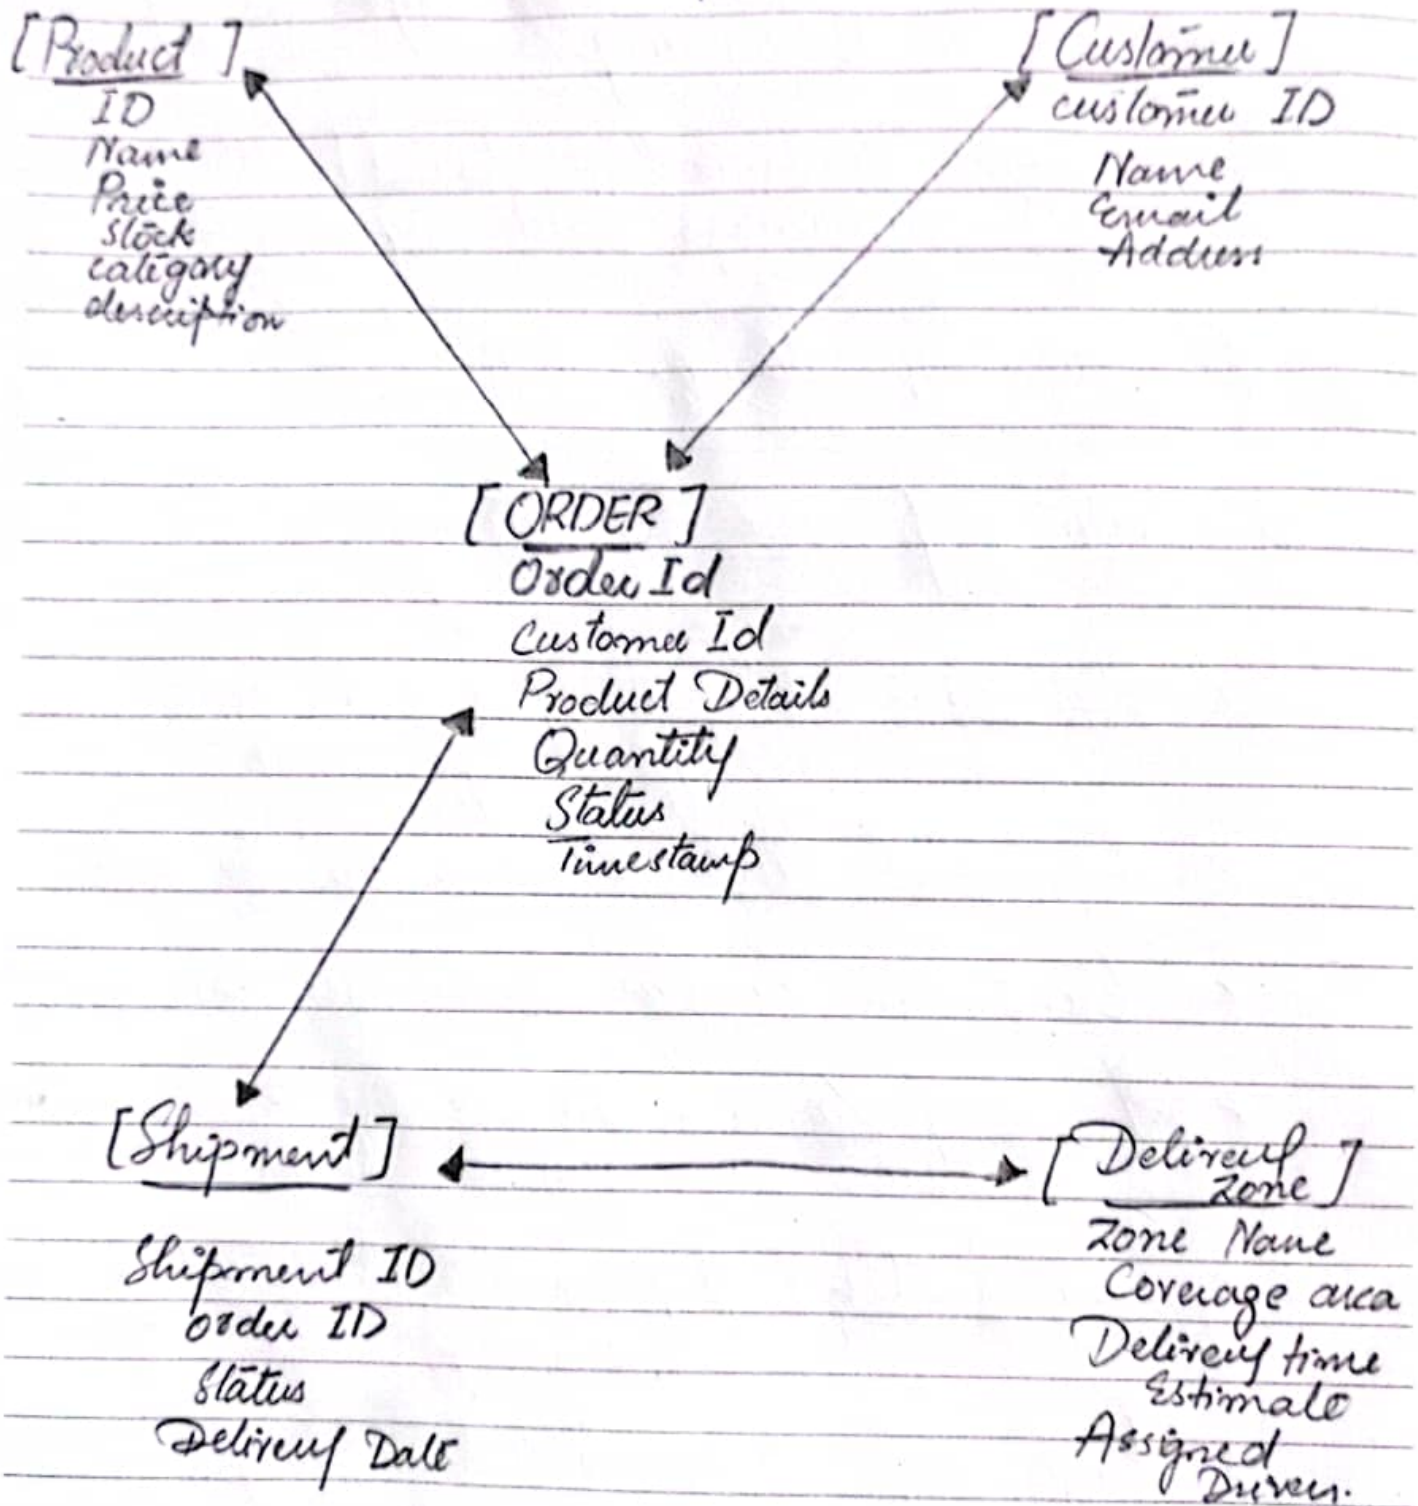 [Product]
ID
Name
Price
Stock
category
description
[Customer]
customer ID
Name
Email
Address
[ORDER]
Order Id
Customer Id
Product Details
Quantity
Status
Timestamp
[Shipment]
Shipment ID
order ID
Status
Delivery Date
[Delivery
Zone]
Zone Name
Coverage area
Delivery time
Estimate
Assigned
Drivers.